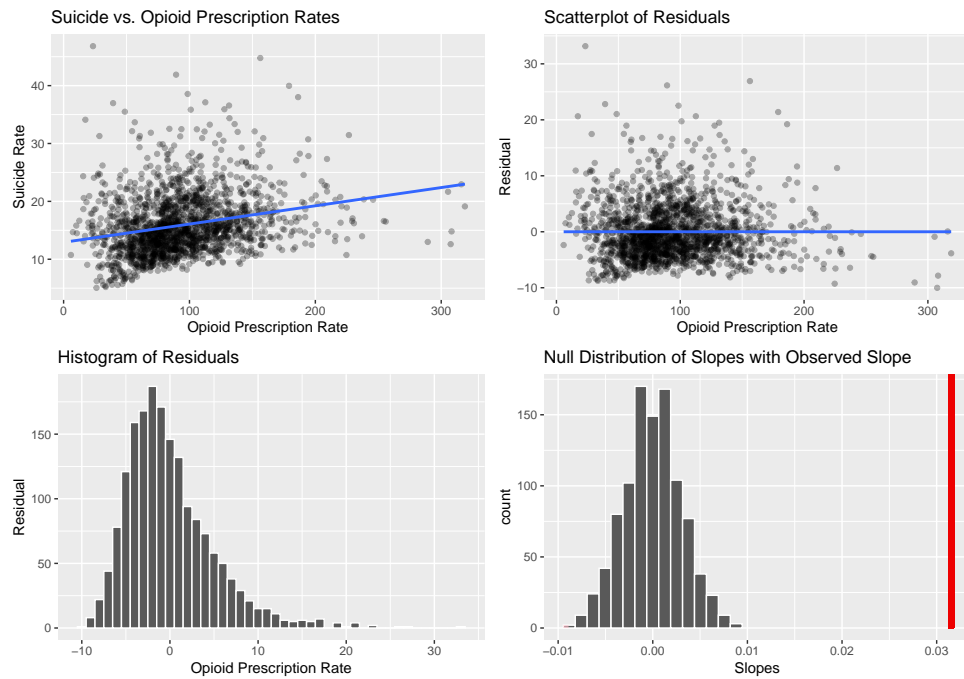 Suicide vs. Opioid Prescription Rates
Suicide Rate
40
30
20
10
0
100
200
300
Opioid Prescription Rate
Scatterplot of Residuals
Residual
30
20
10
0
−10
0
100
200
300
Opioid Prescription Rate
Histogram of Residuals
Residual
150
100
50
0
−10
0
10
20
30
Opioid Prescription Rate
Null Distribution of Slopes with Observed Slope
count
150
100
50
0
−0.01
0.00
0.01
0.02
0.03
Slopes